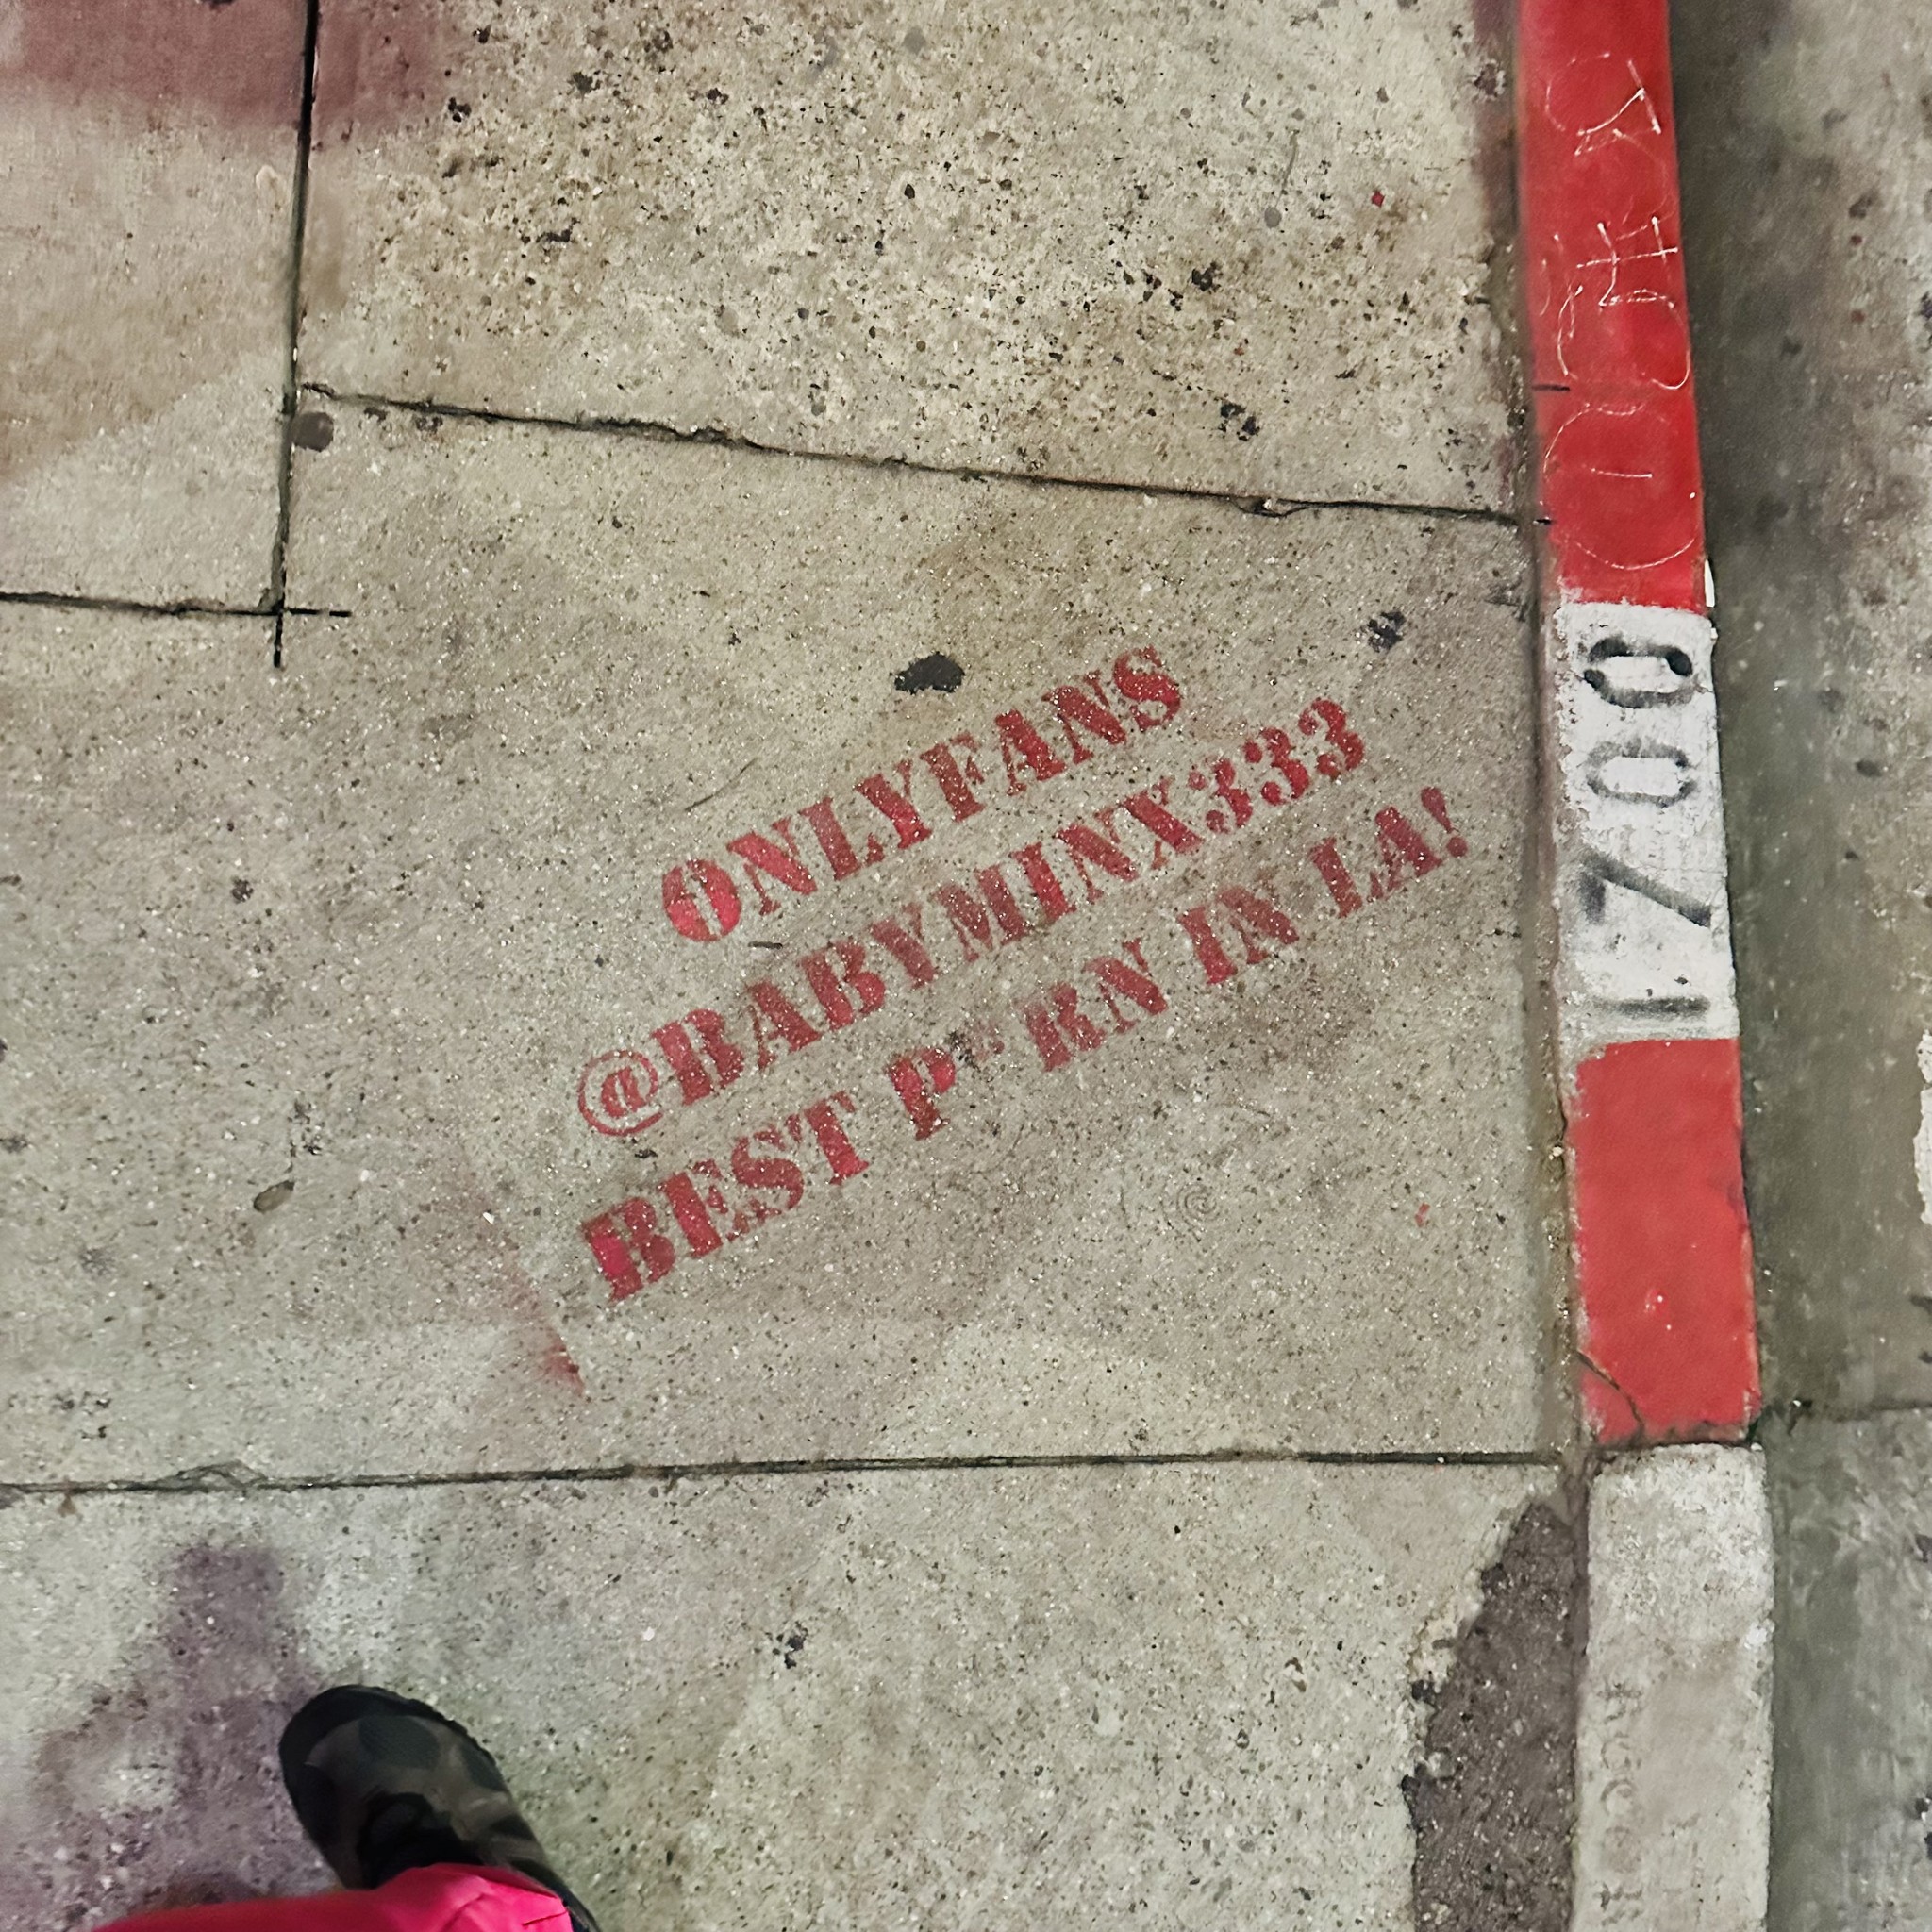 ONLYFANS
@BABYMINX333
BEST P RN IN LA!
1700